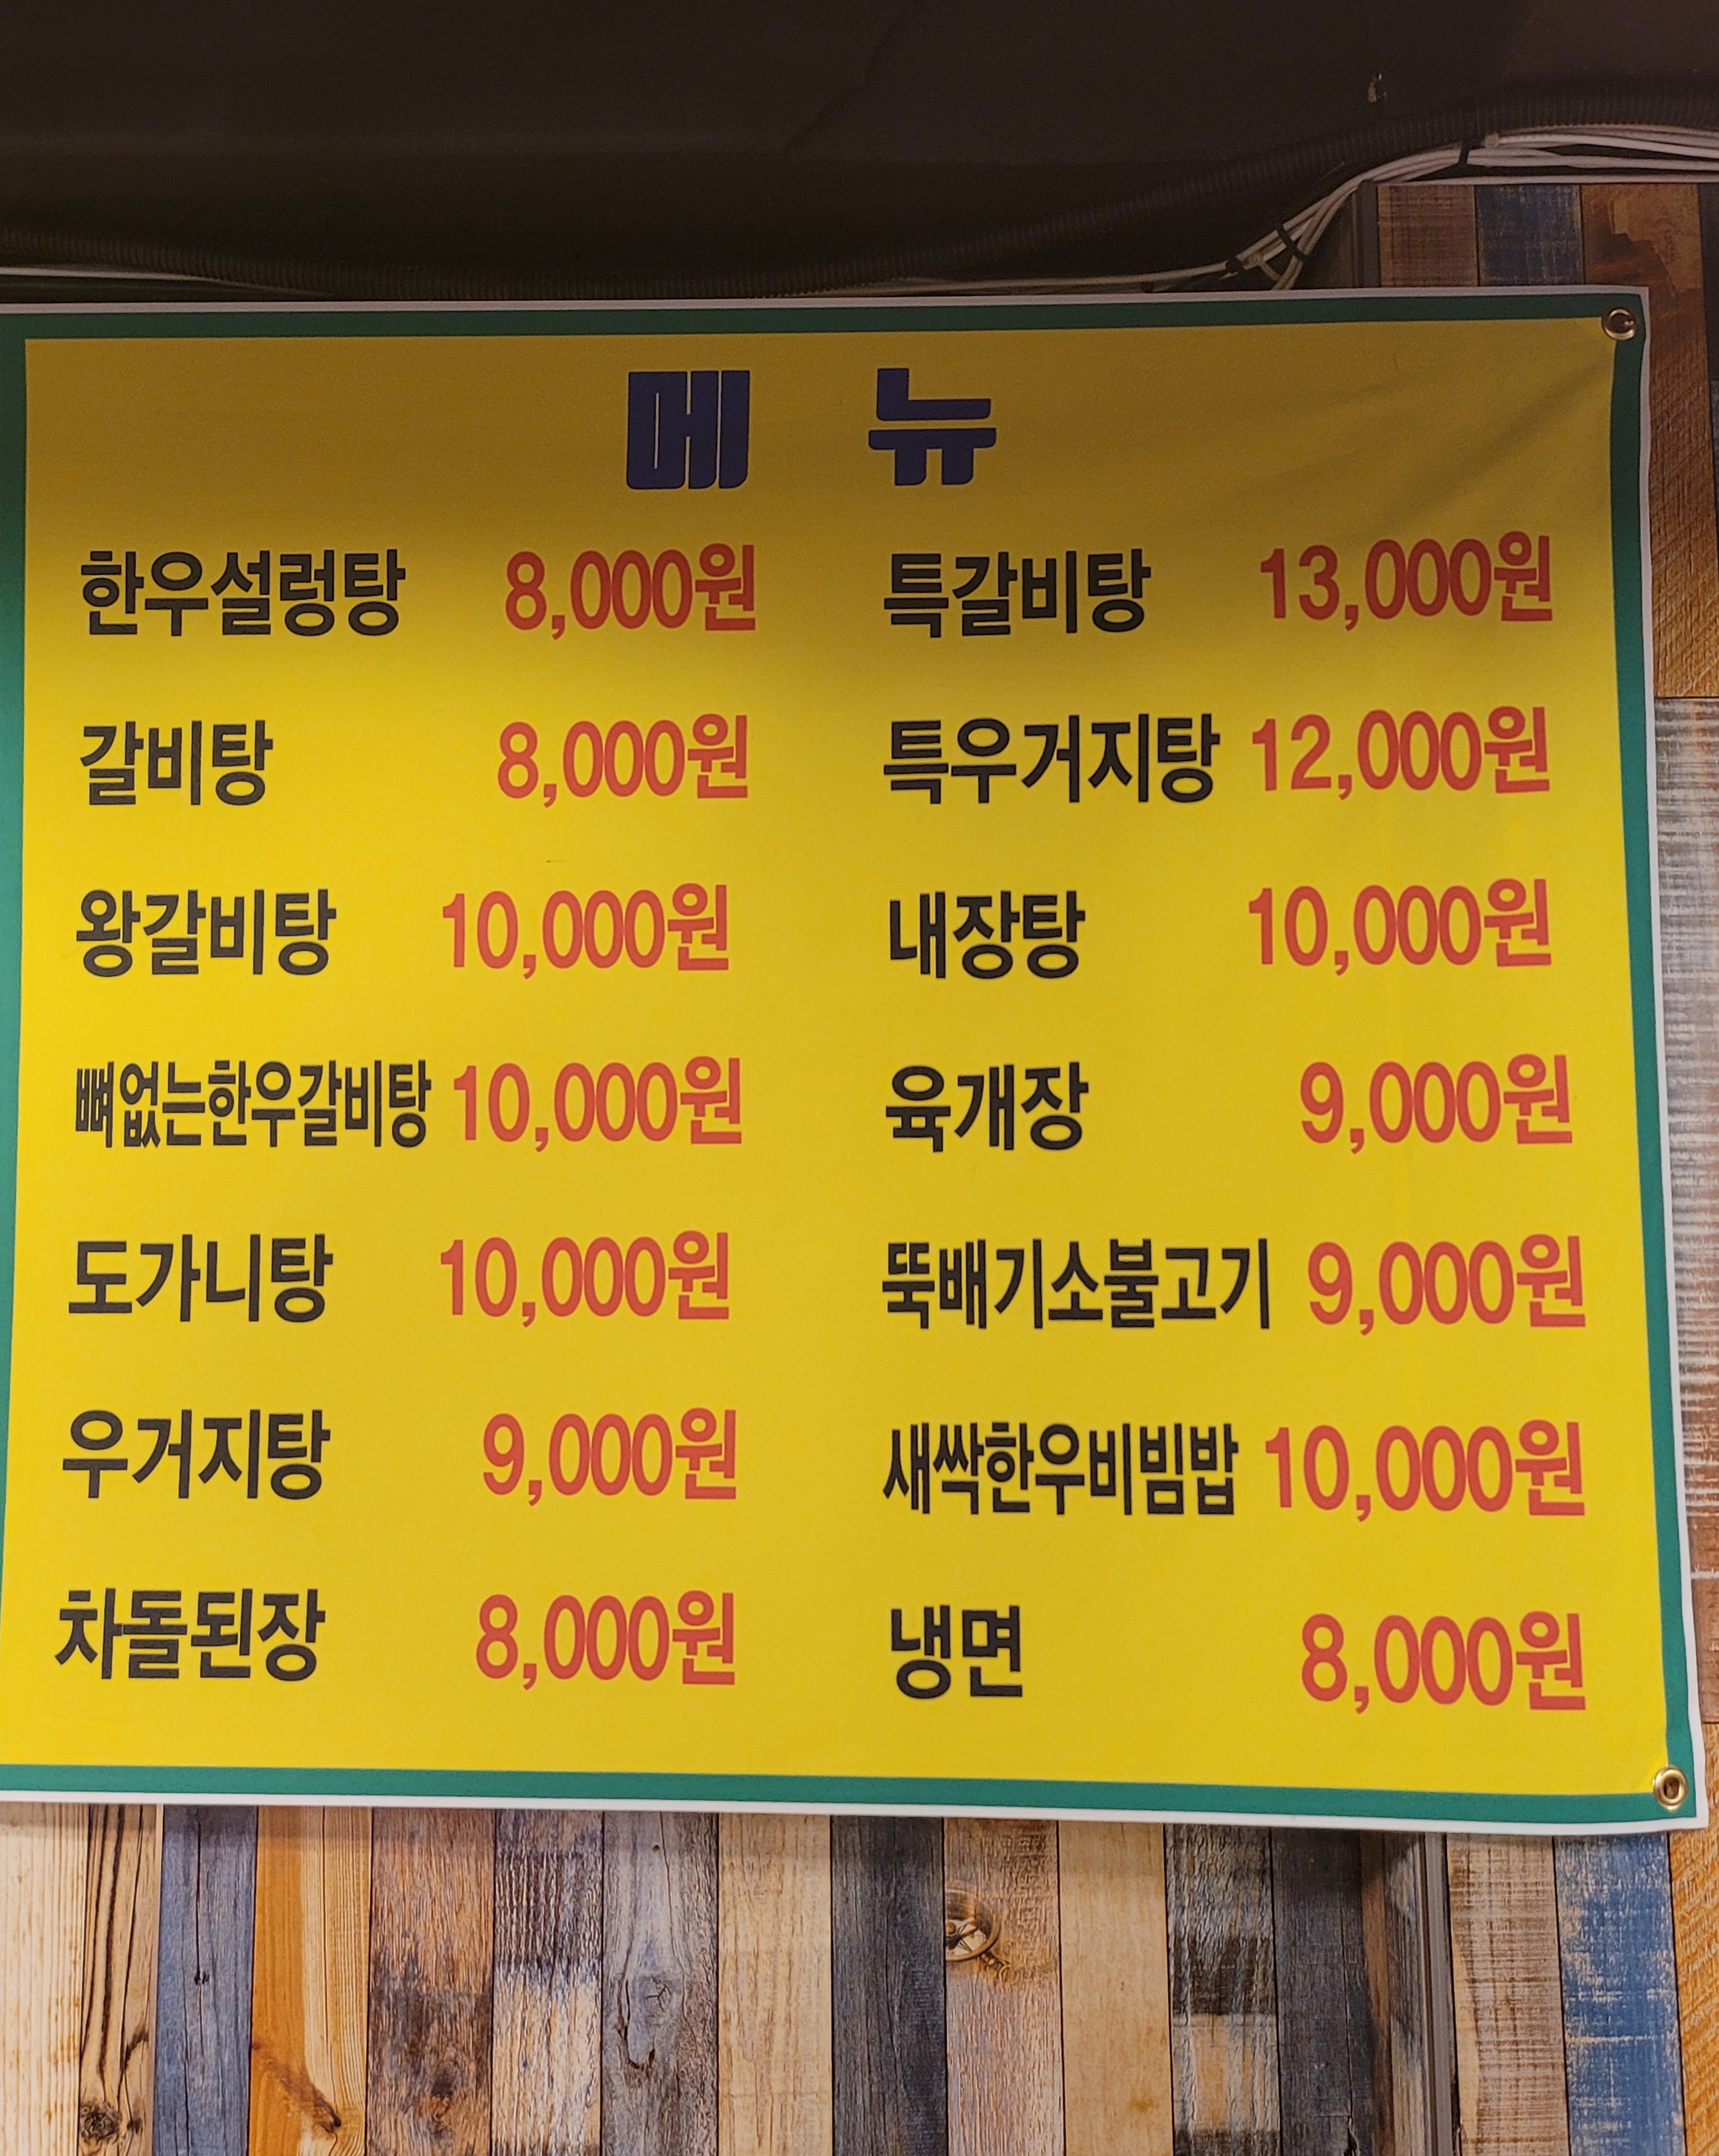 메뉴
한우설렁탕 8,000원 특갈비탕 13,000원
갈비탕 8,000원 특우거지탕 12,000원
왕갈비탕 10,000원 내장탕 10,000원
뼈없는한우갈비탕 10,000원 육개장 9,000원
도가니탕 10,000원 뚝배기소불고기 9,000원
우거지탕 9,000원 새싹한우비빔밥 10,000원
차돌된장 8,000원 냉면 8,000원